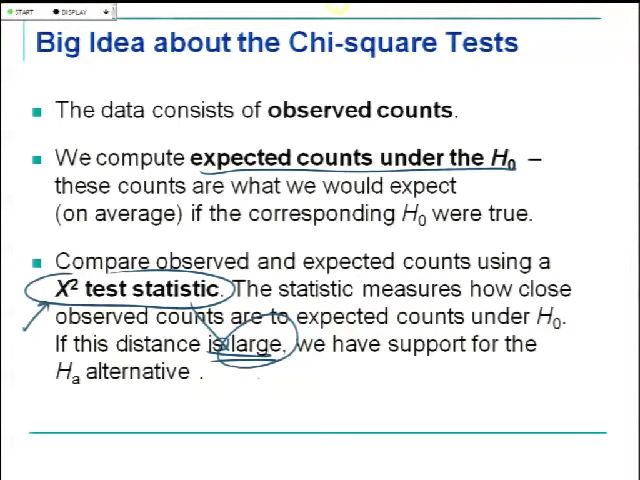 START DISPLAY
Big Idea about the Chi-square Tests
The data consists of observed counts.
We compute expected counts under the H₀ –
these counts are what we would expect
(on average) if the corresponding H₀ were true.
Compare observed and expected counts using a
X² test statistic. The statistic measures how close
observed counts are to expected counts under H₀.
If this distance is large, we have support for the
Hₐ alternative .